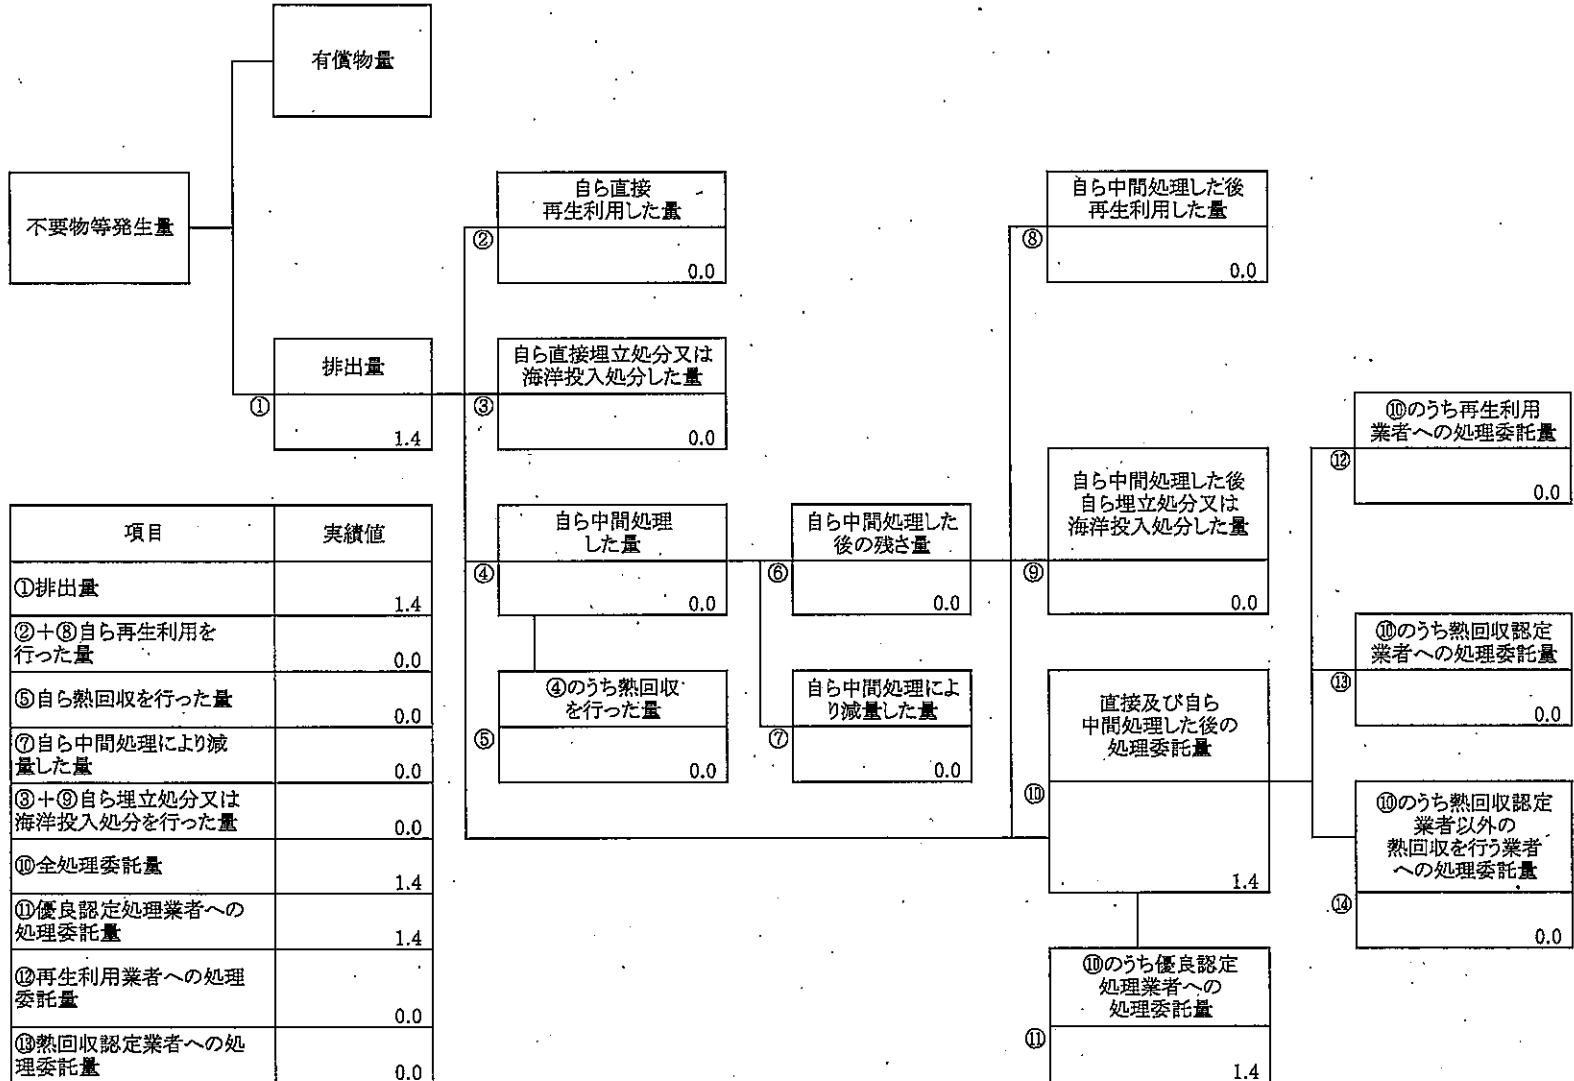 有償物量
不要物等発生量
自ら直接
再生利用した量
②
0.0
自ら中間処理した後
再生利用した量
⑧
0.0
排出量
①
1.4
自ら直接埋立処分又は
海洋投入処分した量
③
0.0
⑩のうち再生利用
業者への処理委託量
⑫
0.0
自ら中間処理
した量
④
0.0
自ら中間処理した
後の残さ量
⑥
0.0
自ら中間処理した後
自ら埋立処分又は
海洋投入処分した量
⑨
0.0
⑩のうち熱回収認定
業者への処理委託量
⑬
0.0
④のうち熱回収
を行った量
⑤
0.0
自ら中間処理によ
り減量した量
⑦
0.0
直接及び自ら
中間処理した後の
処理委託量
⑩
1.4
⑩のうち熱回収認定
業者以外の
熱回収を行う業者
への処理委託量
⑭
0.0
⑩のうち優良認定
処理業者への
処理委託量
⑪
1.4
項目 実績値
①排出量
1.4
②+⑧自ら再生利用を
行った量
0.0
⑤自ら熱回収を行った量
0.0
⑦自ら中間処理により減
量した量
0.0
③+⑨自ら埋立処分又は
海洋投入処分を行った量
0.0
⑩全処理委託量
1.4
⑪優良認定処理業者への
処理委託量
1.4
⑫再生利用業者への処理
委託量
0.0
⑬熱回収認定業者への処
理委託量
0.0